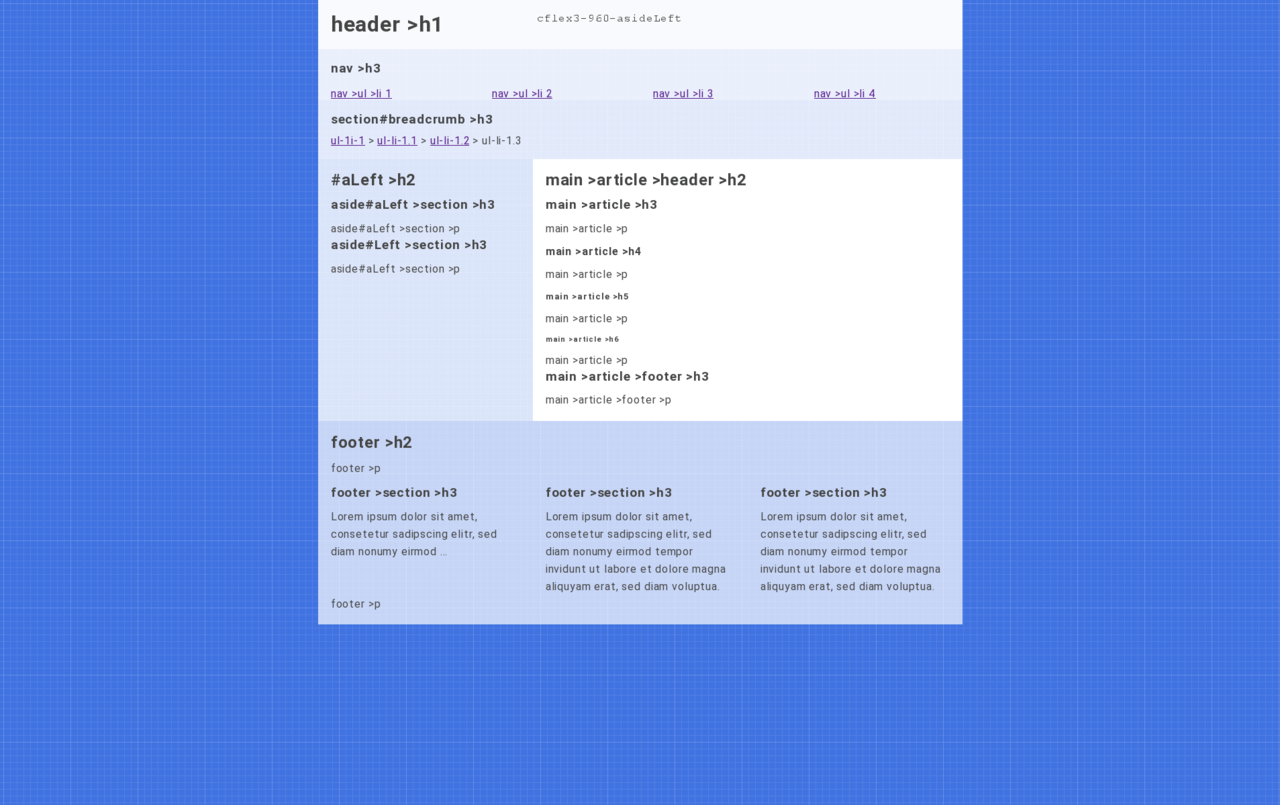 header >h1
cflex3-960-asideLeft
nav >h3
nav >ul >li 1
nav >ul >li 2
nav >ul >li 3
nav >ul >li 4
section#breadcrumb >h3
ul-1i-1 > ul-li-1.1 > ul-li-1.2 > ul-li-1.3
#aLeft >h2
aside#aLeft >section >h3
aside#aLeft >section >p
aside#Left >section >h3
aside#aLeft >section >p
main >article >header >h2
main >article >h3
main >article >p
main >article >h4
main >article >p
main >article >h5
main >article >p
main >article >h6
main >article >p
main >article >footer >h3
main >article >footer >p
footer >h2
footer >p
footer >section >h3
Lorem ipsum dolor sit amet,
consetetur sadipscing elitr, sed
diam nonumy eirmod ...
footer >section >h3
Lorem ipsum dolor sit amet,
consetetur sadipscing elitr, sed
diam nonumy eirmod tempor
invidunt ut labore et dolore magna
aliquyam erat, sed diam voluptua.
footer >section >h3
Lorem ipsum dolor sit amet,
consetetur sadipscing elitr, sed
diam nonumy eirmod tempor
invidunt ut labore et dolore magna
aliquyam erat, sed diam voluptua.
footer >p